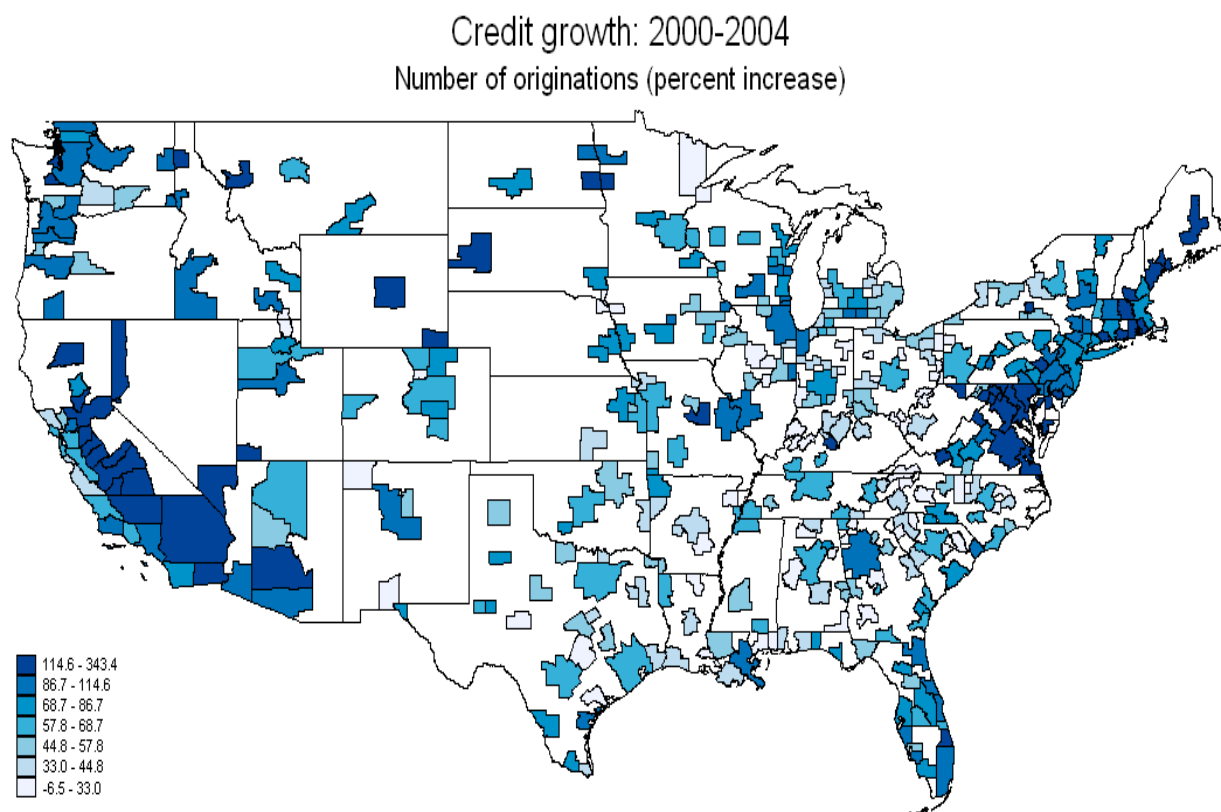 Credit growth: 2000-2004
Number of originations (percent increase)
114.6 - 343.4
86.7 - 114.6
68.7 - 86.7
57.8 - 68.7
44.8 - 57.8
33.0 - 44.8
-6.5 - 33.0